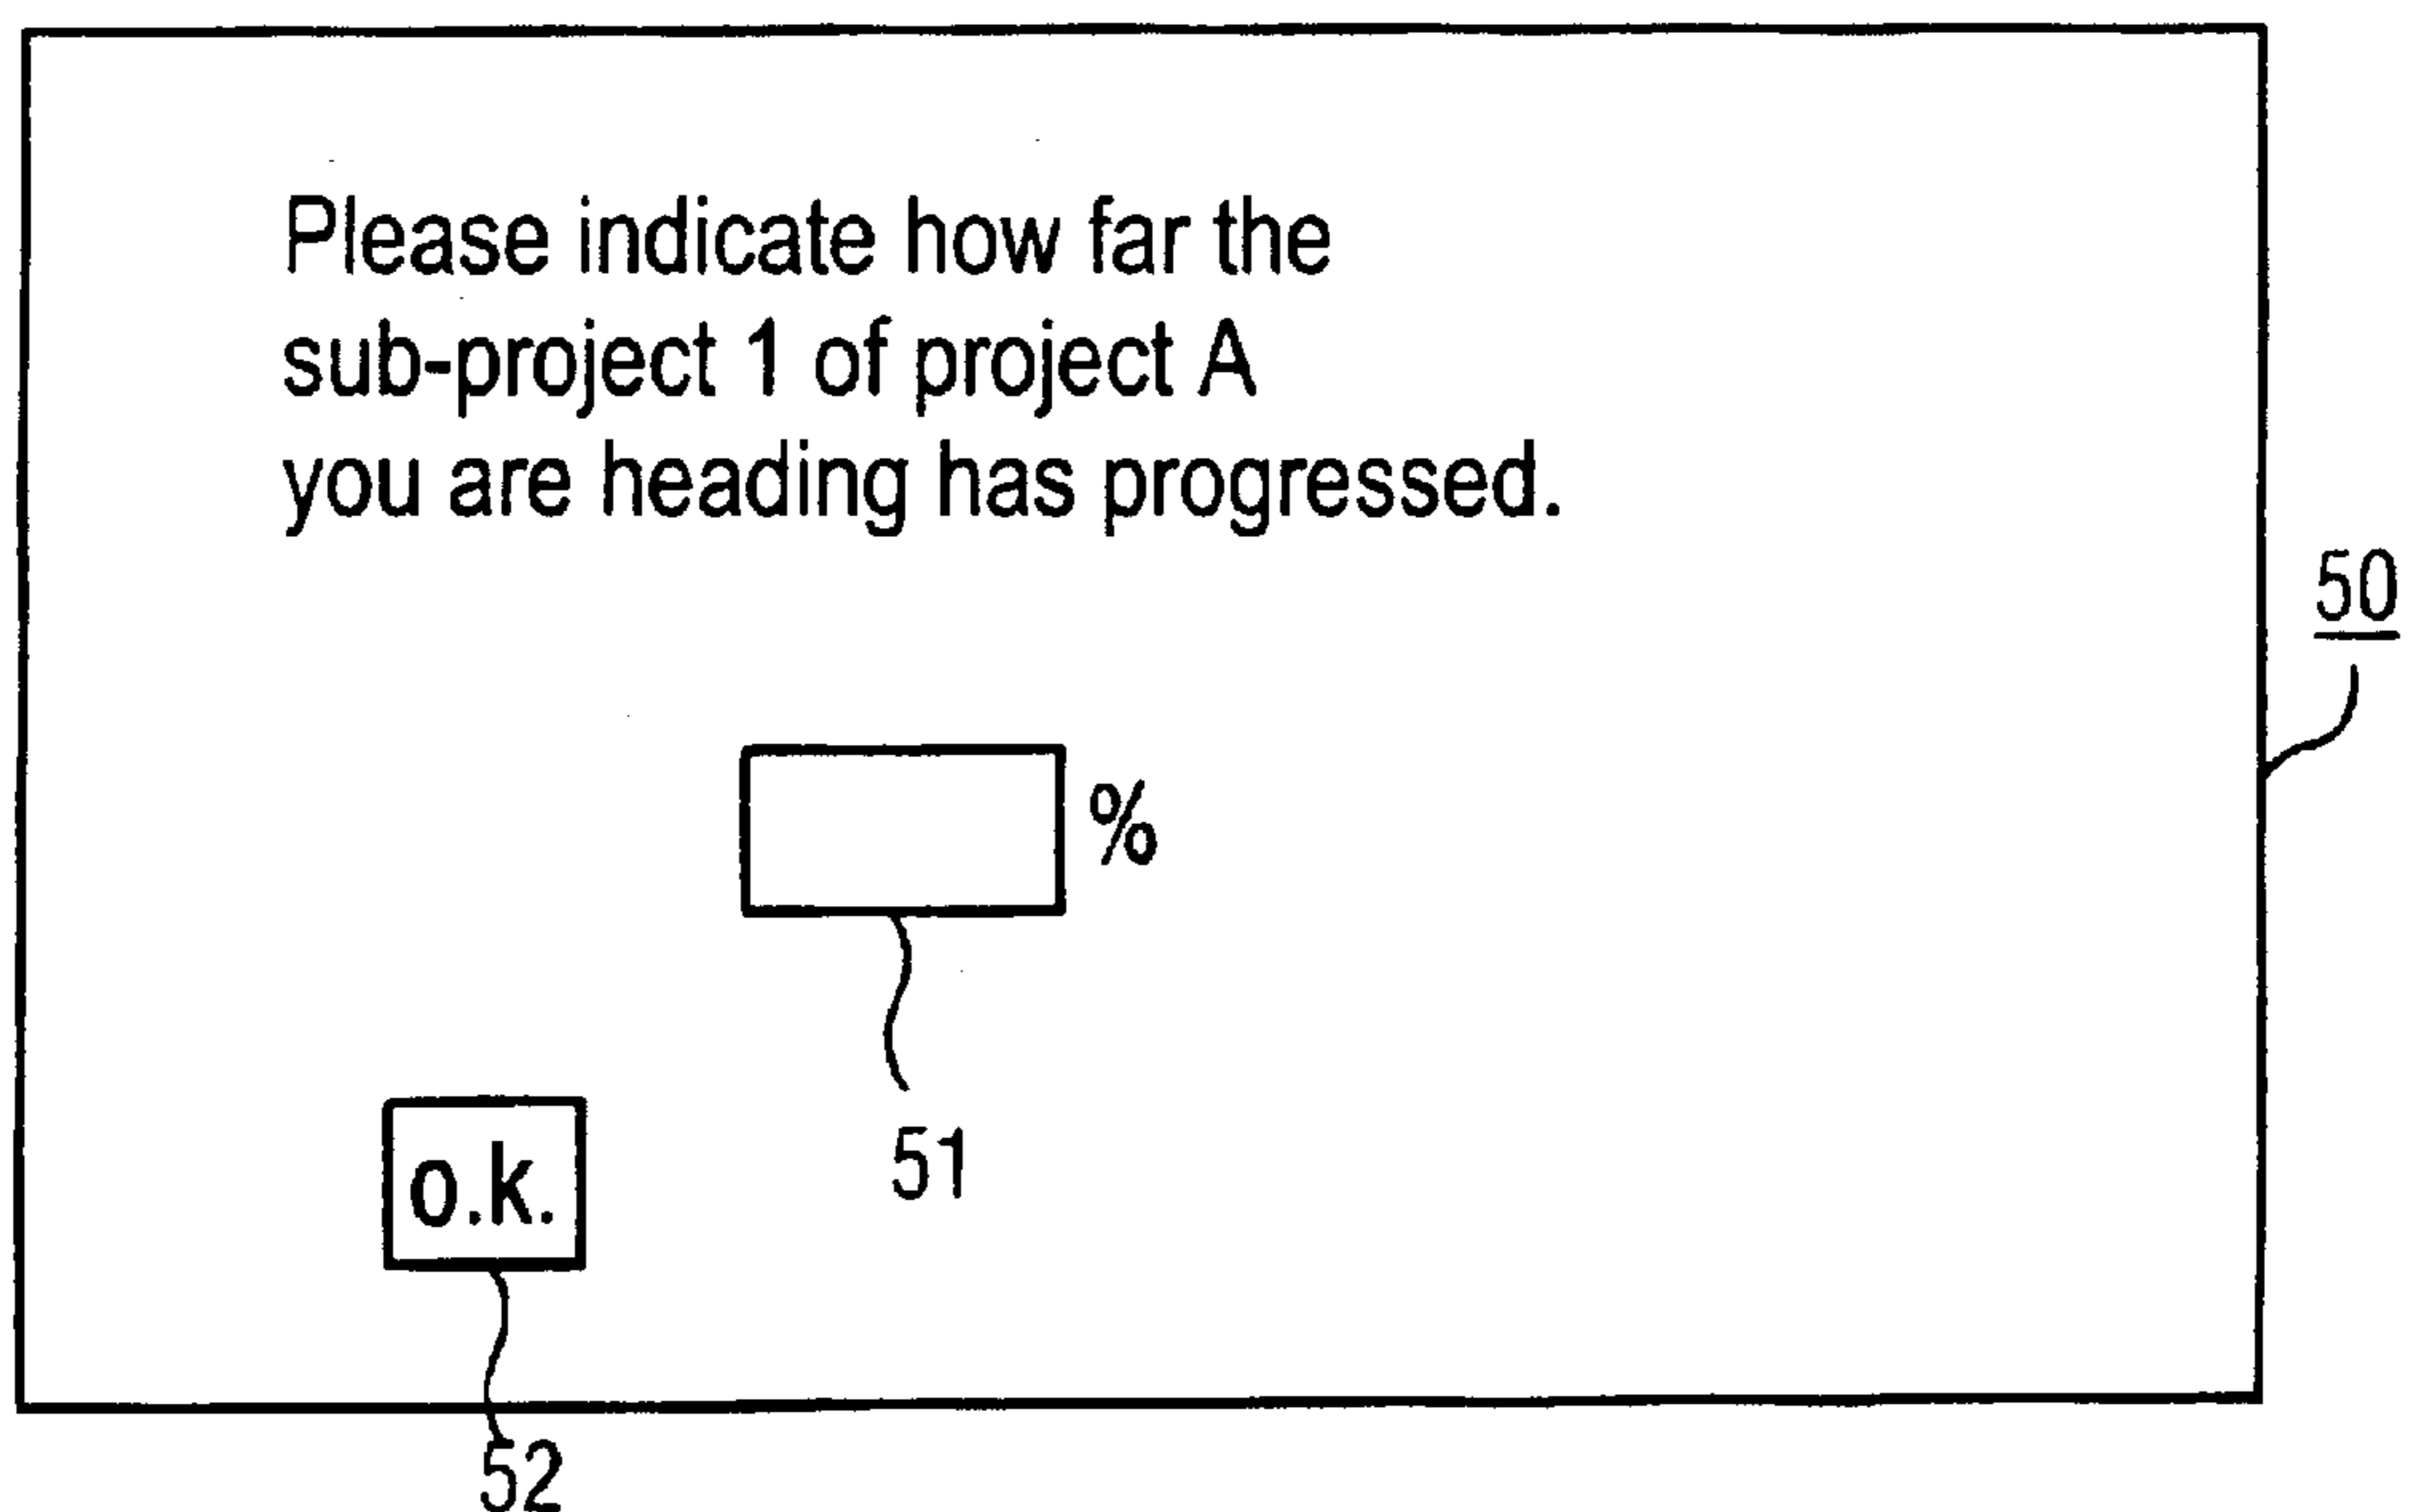 Please indicate how far the
sub-project 1 of project A
you are heading has progressed.
50
%
51
o.k.
52